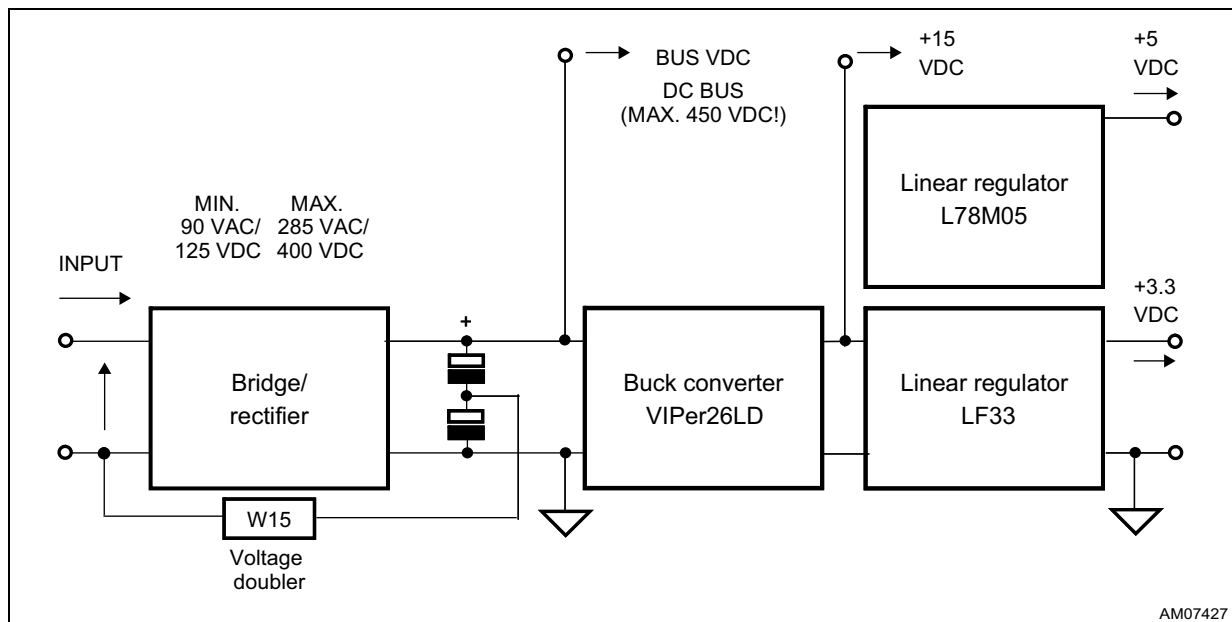 BUS VDC
DC BUS
(MAX. 450 VDC!)
+15
VDC
+5
VDC
Linear regulator
L78M05
MIN.
90 VAC/
125 VDC
MAX.
285 VAC/
400 VDC
INPUT
+
+3.3
VDC
Bridge/
rectifier
Buck converter
VIPer26LD
Linear regulator
LF33
W15
Voltage
doubler
AM07427